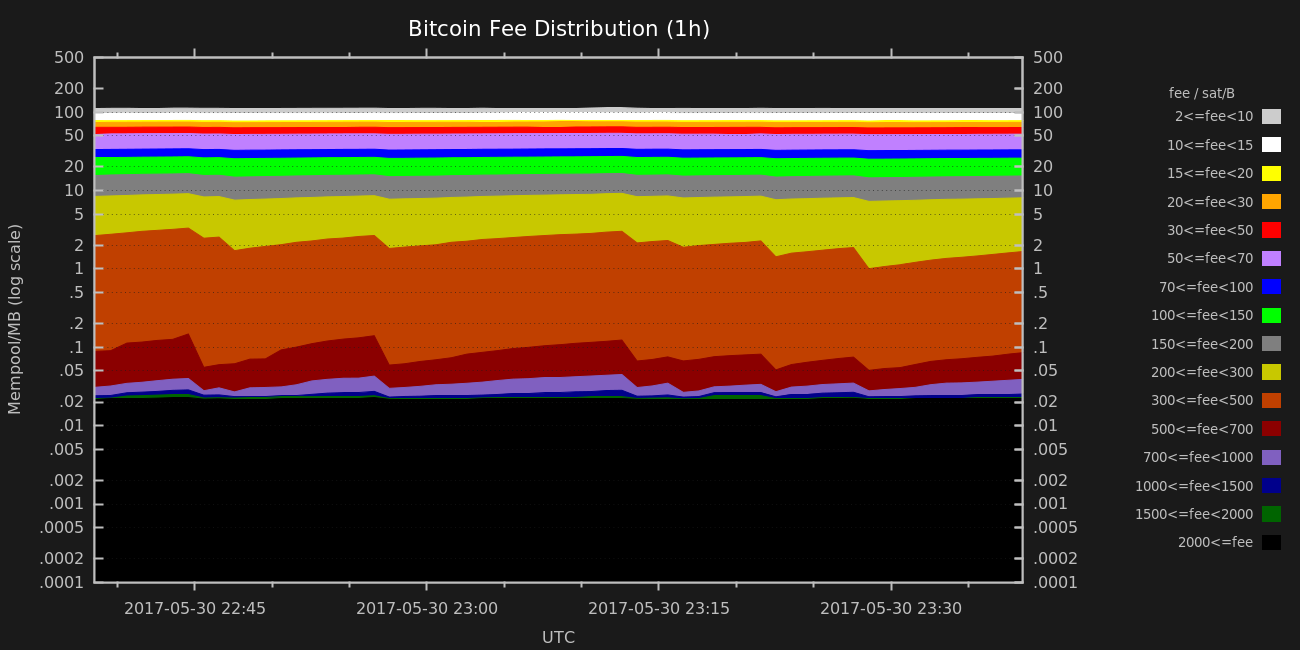 Bitcoin Fee Distribution (1h)
500 500
200 200
100 100
50 50
20 20
10 10
5 5
2 2
1 1
.5 .5
.2 .2
.1 .1
.05 .05
.02 .02
.01 .01
.005 .005
.002 .002
.001 .001
.0005 .0005
.0002 .0002
.0001 .0001
Mempool/MB (log scale)
2017-05-30 22:45 2017-05-30 23:00 2017-05-30 23:15 2017-05-30 23:30
UTC
fee / sat/B
2<=fee<10
10<=fee<15
15<=fee<20
20<=fee<30
30<=fee<50
50<=fee<70
70<=fee<100
100<=fee<150
150<=fee<200
200<=fee<300
300<=fee<500
500<=fee<700
700<=fee<1000
1000<=fee<1500
1500<=fee<2000
2000<=fee